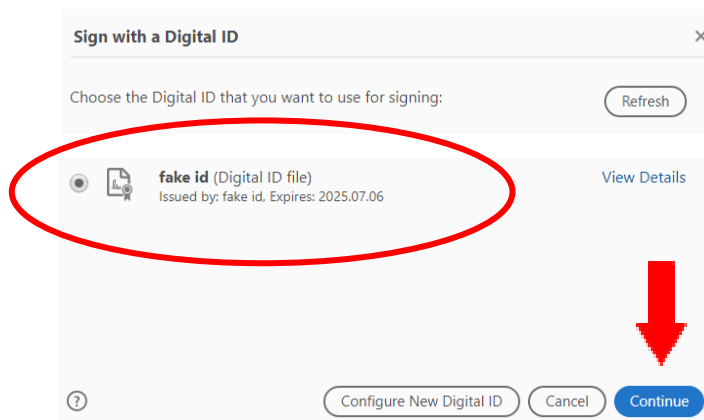 Sign with a Digital ID
Choose the Digital ID that you want to use for signing:
Refresh
fake id (Digital ID file)
View Details
Issued by: fake id, Expires: 2025.07.06
Configure New Digital ID
Cancel
Continue